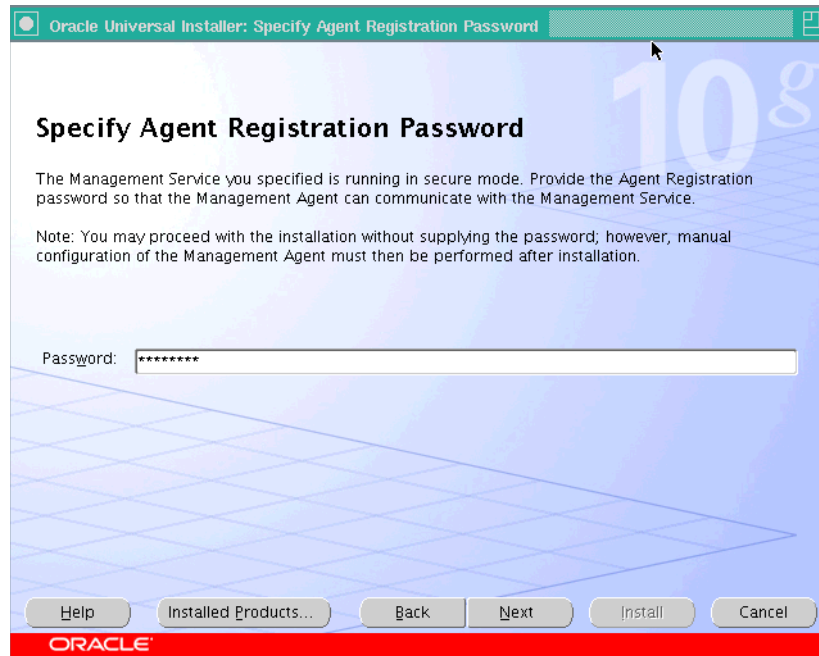 Oracle Universal Installer: Specify Agent Registration Password
10g
Specify Agent Registration Password
The Management Service you specified is running in secure mode. Provide the Agent Registration
password so that the Management Agent can communicate with the Management Service.
Note: You may proceed with the installation without supplying the password; however, manual
configuration of the Management Agent must then be performed after installation.
Password: ********
Help Installed Products... Back Next Install Cancel
ORACLE